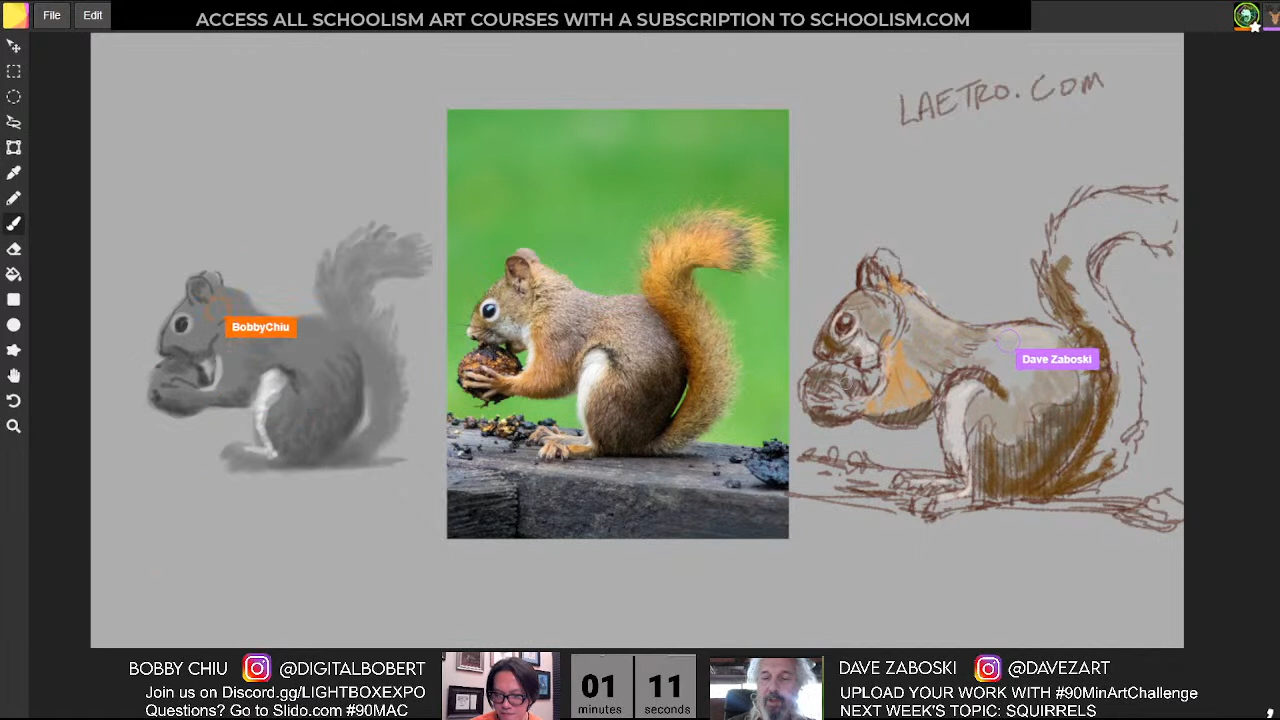 ACCESS ALL SCHOOLISM ART COURSES WITH A SUBSCRIPTION TO SCHOOLISM.COM
File
Edit
LAETRO.COM
BobbyChiu
Dave Zaboski
BOBBY CHIU
@DIGITALBOBERT
Join us on Discord.gg/LIGHTBOXEXPO
Questions? Go to Slido.com #90MAC
01
minutes
11
seconds
DAVE ZABOSKI
@DAVEZART
UPLOAD YOUR WORK WITH #90MinArtChallenge
NEXT WEEK'S TOPIC: SQUIRRELS